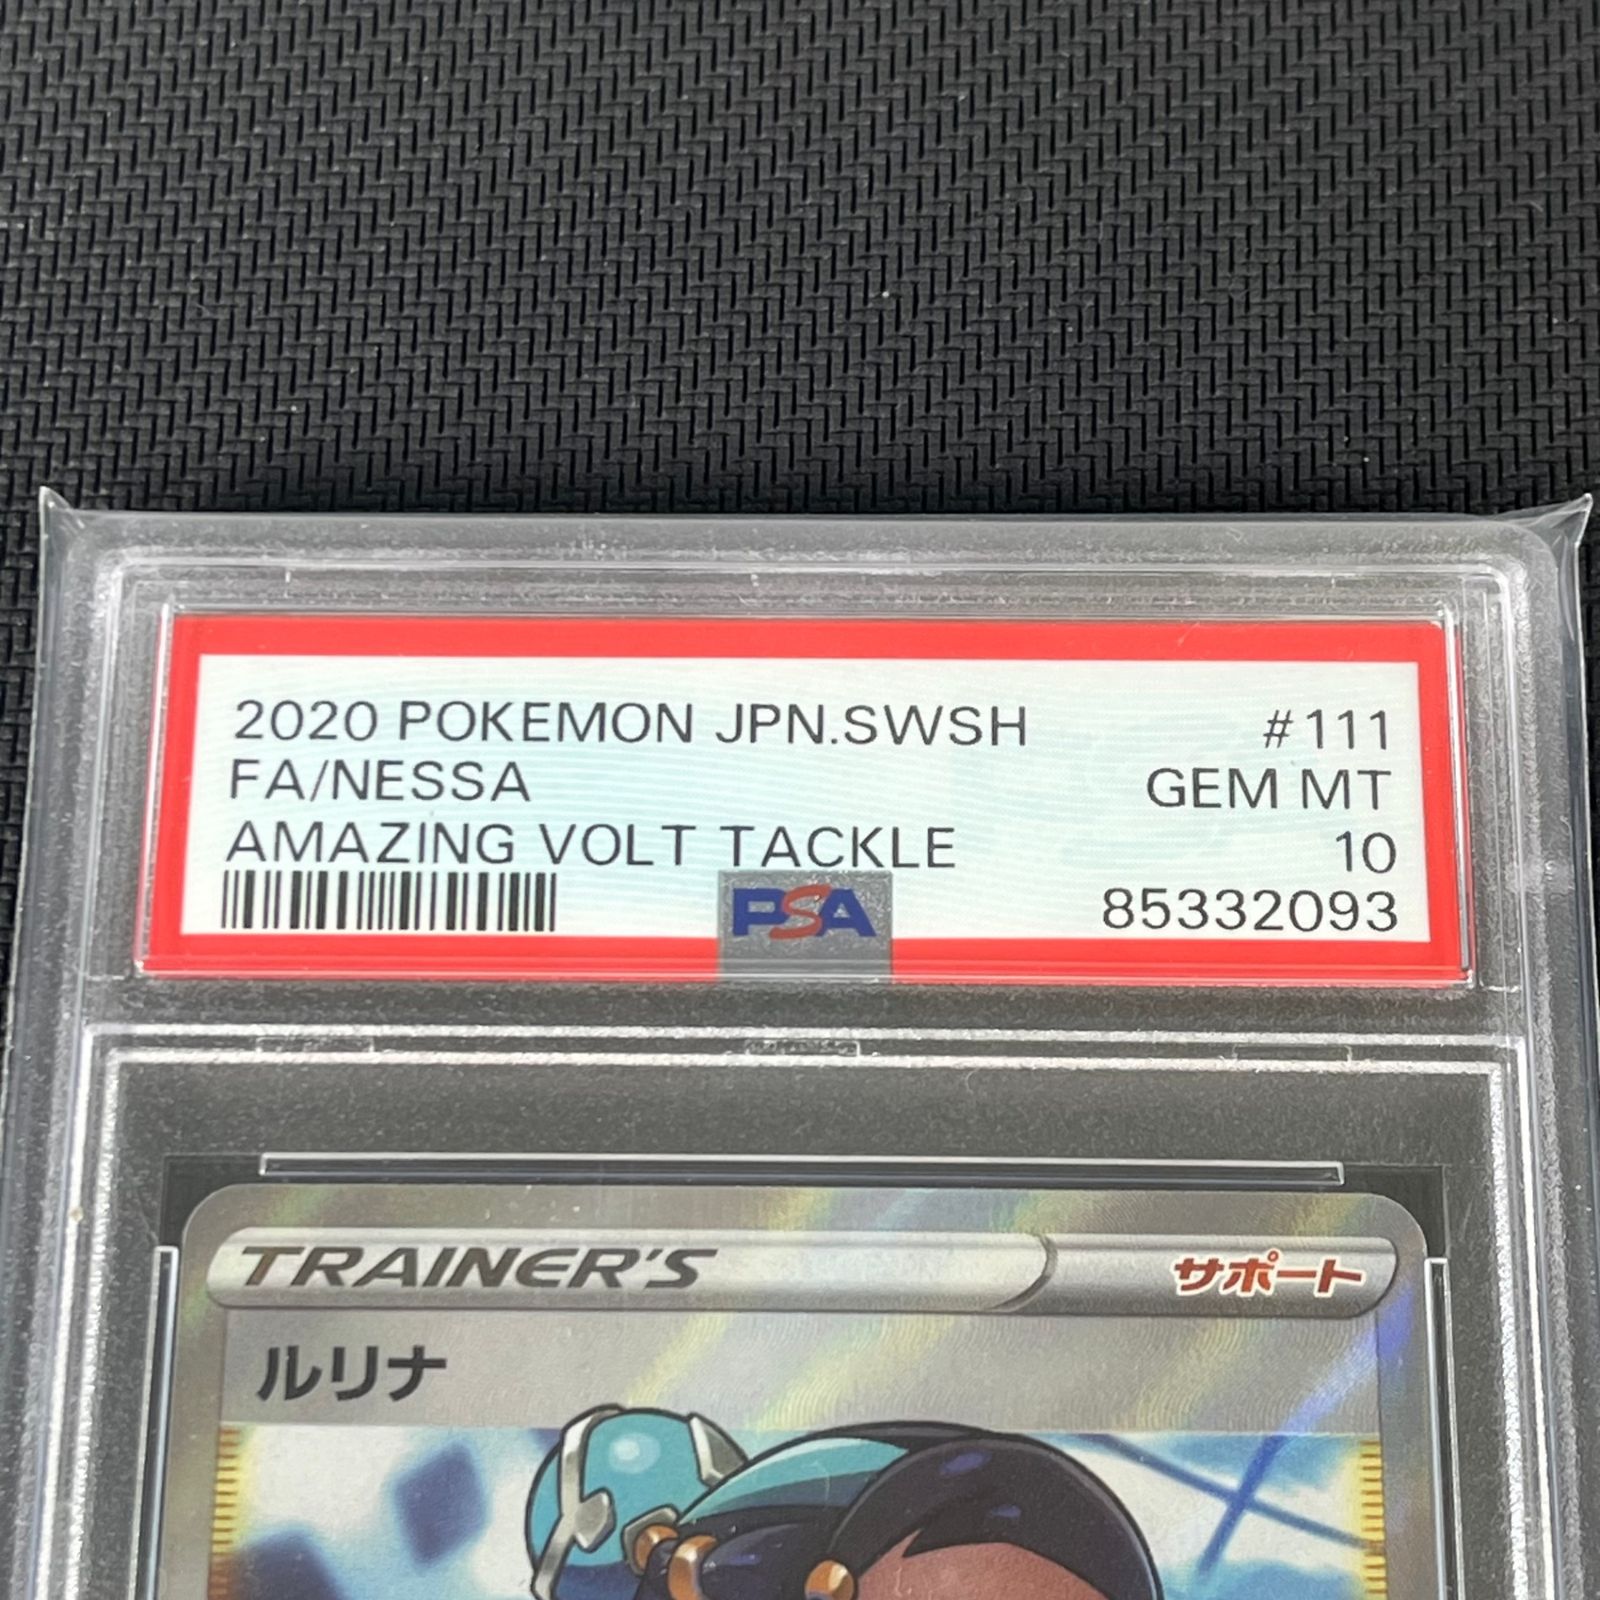 2020 POKEMON JPN.SWSH #111
FA/NESSA GEM MT
AMAZING VOLT TACKLE 10
PSA 85332093
TRAINER'S サポート
ルリナ